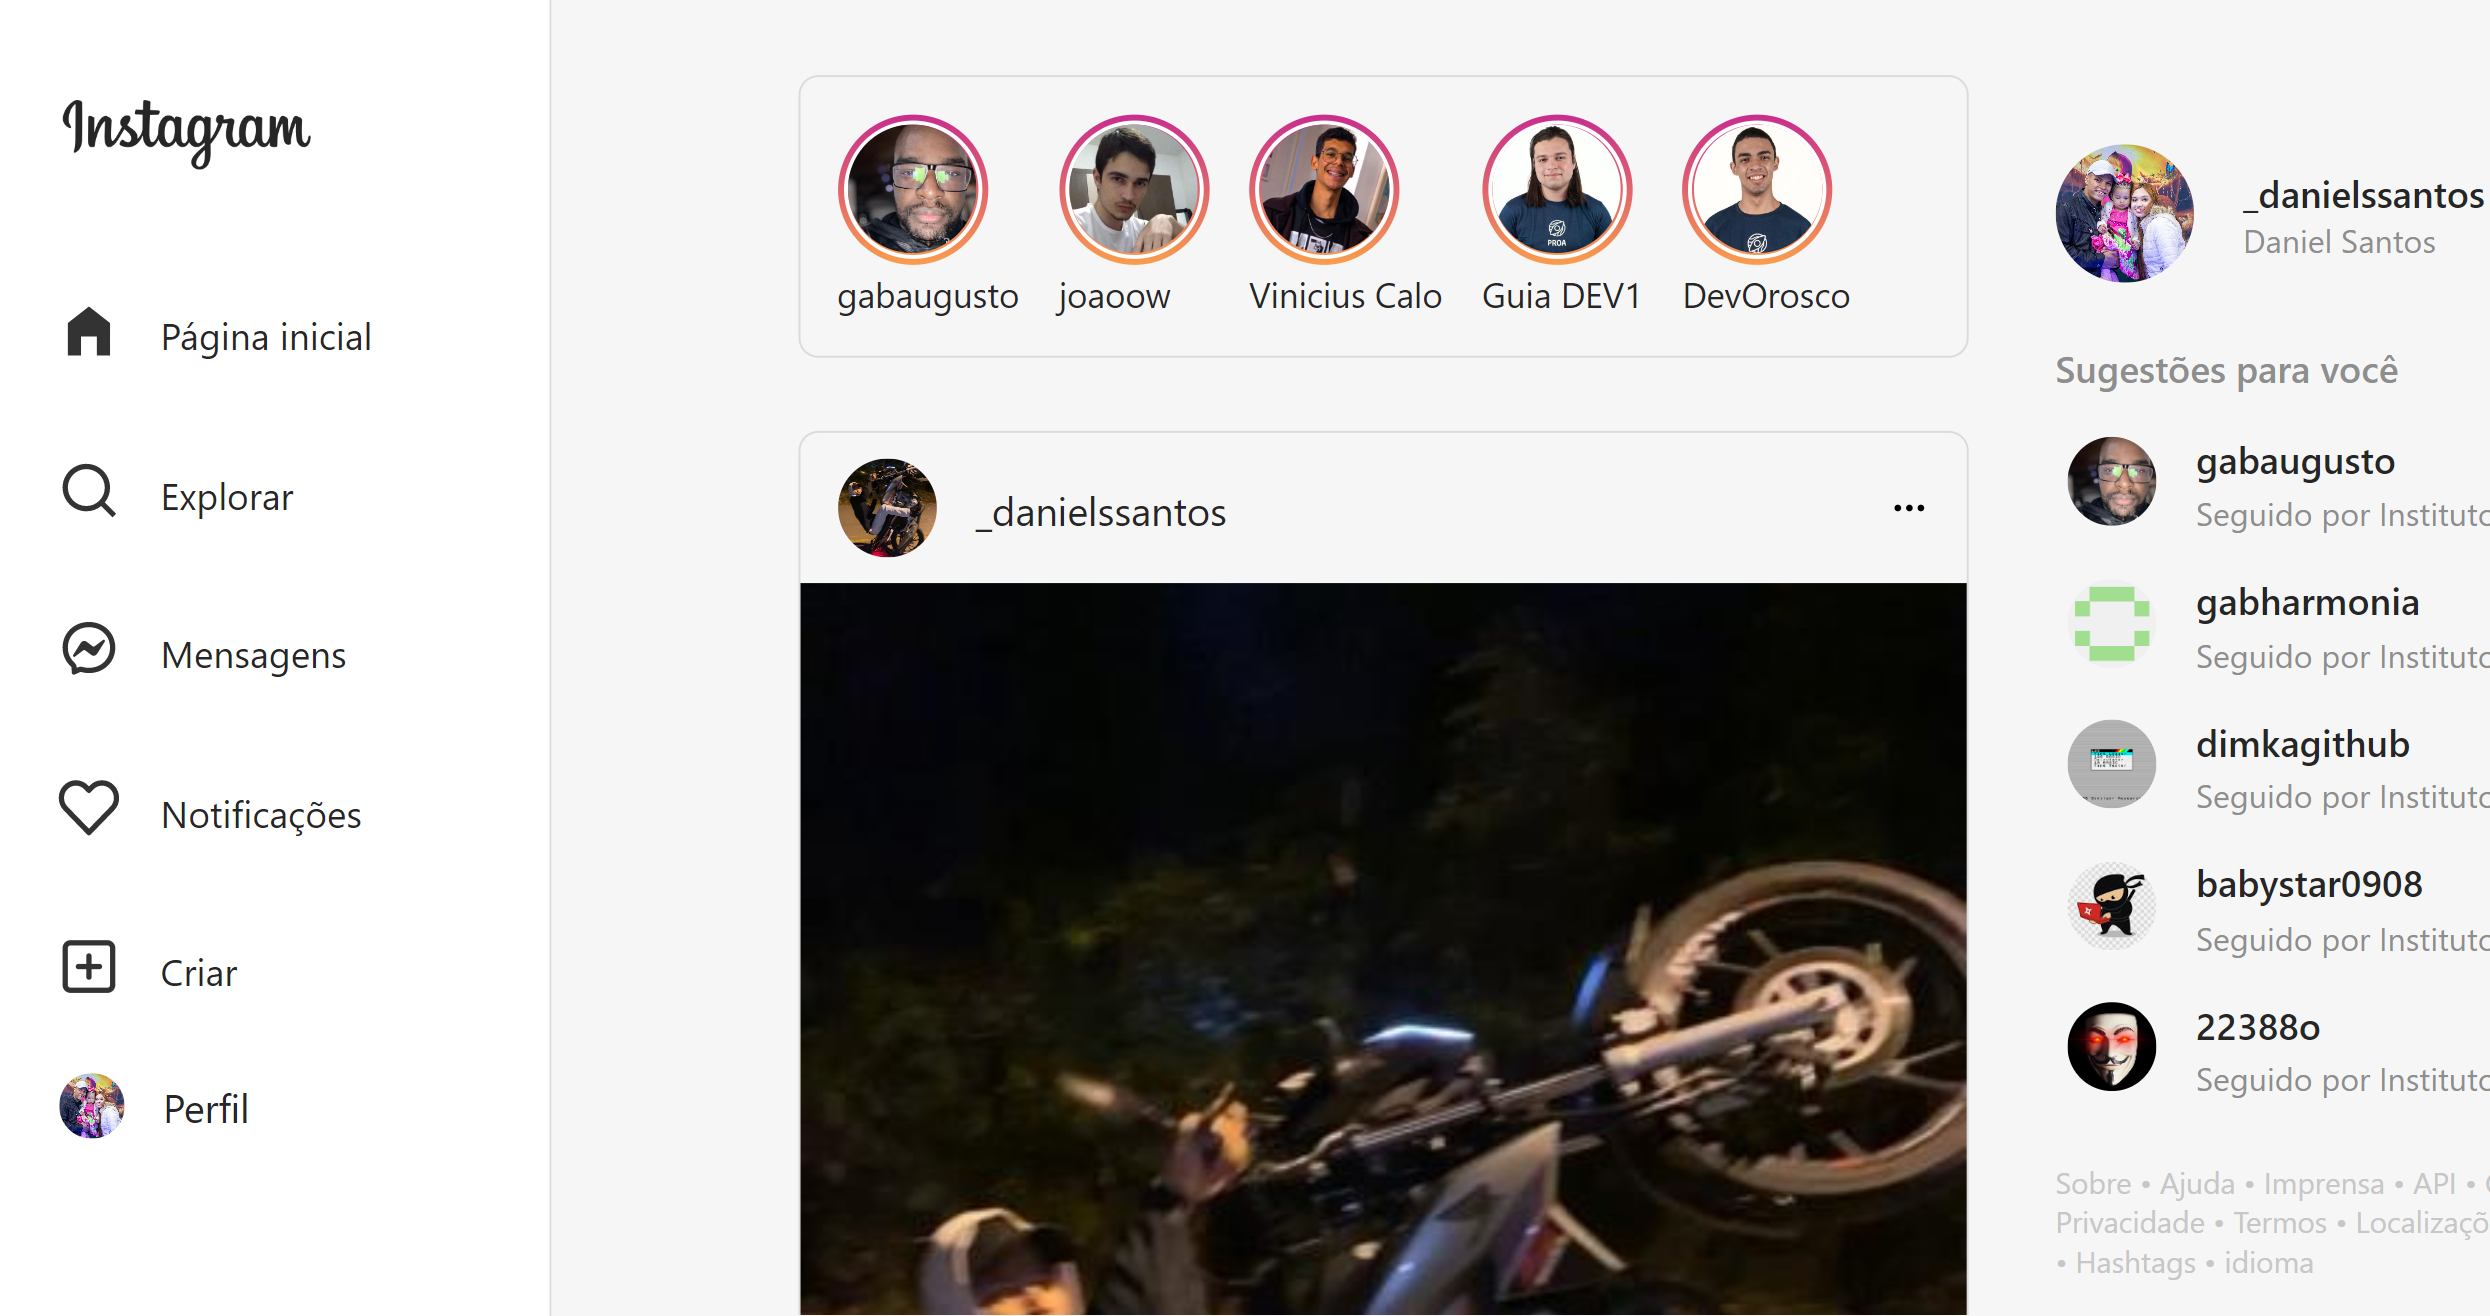 Instagram
Página inicial
Explorar
Mensagens
Notificações
Criar
Perfil
gabaugusto
joaoow
Vinicius Calo
Guia DEV1
DevOrosco
PROA
_danielssantos
_danielssantos
Daniel Santos
Sugestões para você
gabaugusto
Seguido por Instituto
gabharmonia
Seguido por Instituto
dimkagithub
Seguido por Instituto
babystar0908
Seguido por Instituto
22388o
Seguido por Instituto
Sobre • Ajuda • Imprensa • API •
Privacidade • Termos •
• Hashtags • idioma